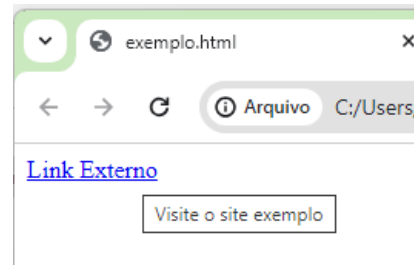 exemplo.html
Arquivo C:/Users/
Link Externo
Visite o site exemplo